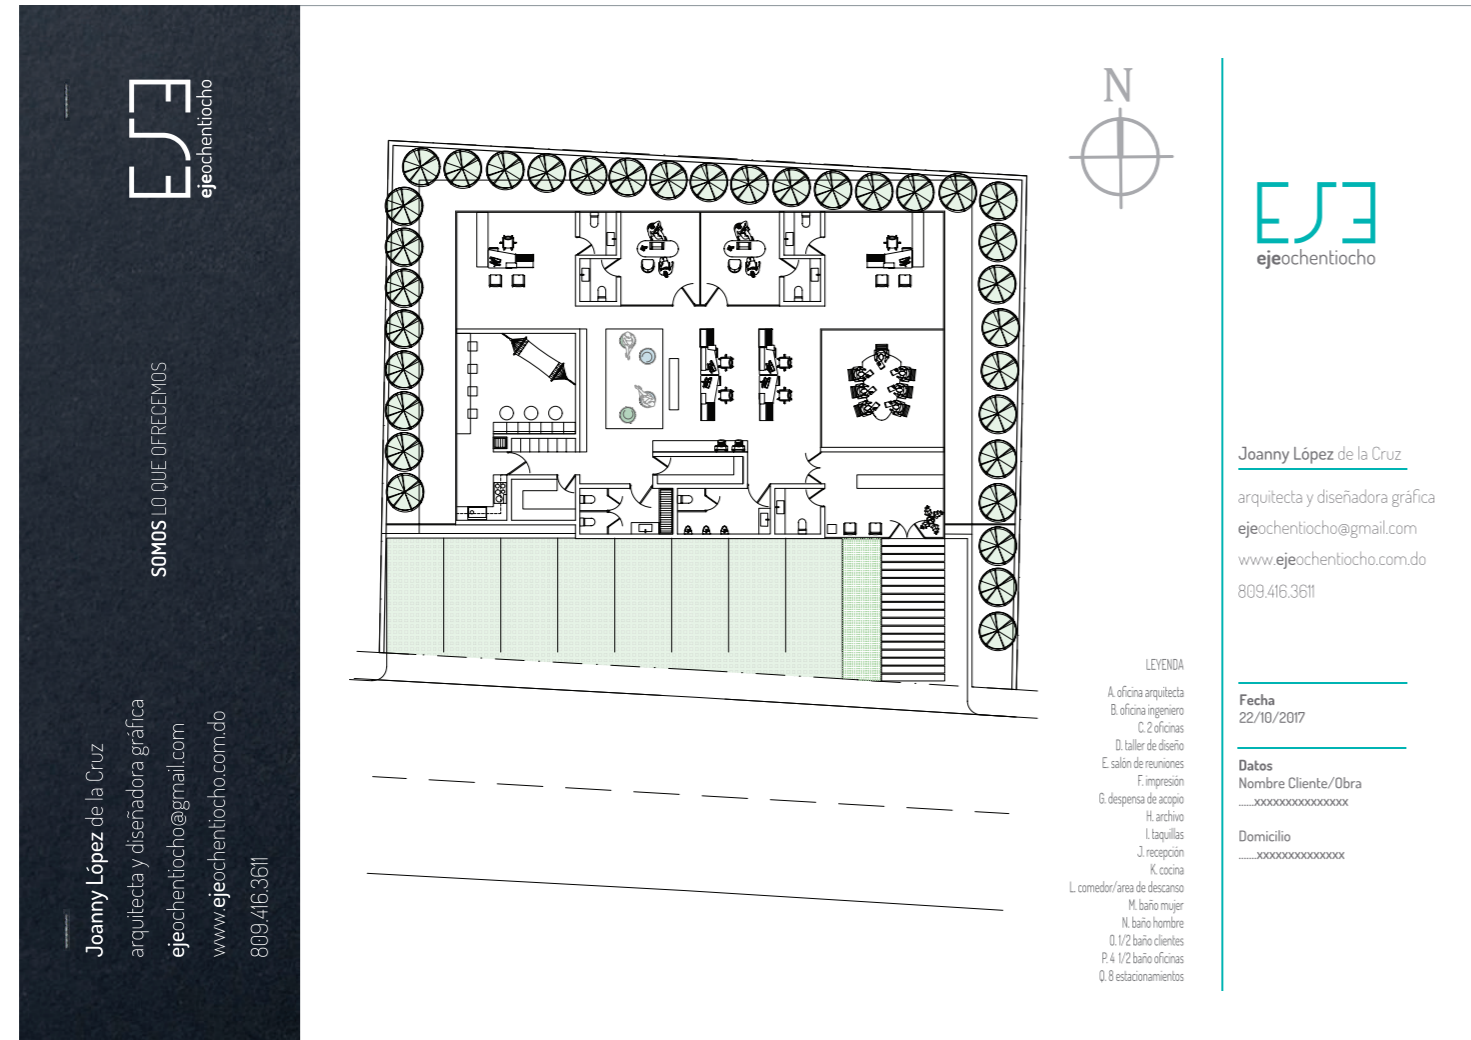 ejeochentiocho
SOMOS LO QUE OFRECEMOS
Joanny López de la Cruz
arquitecta y diseñadora gráfica
ejeochentiocho@gmail.com
www.ejeochentiocho.com.do
809.416.3611
N
LEYENDA
A. oficina arquitecta
B. oficina ingeniero
C. 2 oficinas
D. taller de diseño
E. salón de reuniones
F. impresión
G. despensa de acopio
H. archivo
I. taquillas
J. recepción
K. cocina
L. comedor/area de descanso
M. baño mujer
N. baño hombre
O. 1/2 baño clientes
P. 4 1/2 baño oficinas
Q. 8 estacionamientos
ejeochentiocho
Joanny López de la Cruz
arquitecta y diseñadora gráfica
ejeochentiocho@gmail.com
www.ejeochentiocho.com.do
809.416.3611
Fecha
22/10/2017
Datos
Nombre Cliente/Obra
......xxxxxxxxxxxxxxx
Domicilio
.......xxxxxxxxxxxxxx